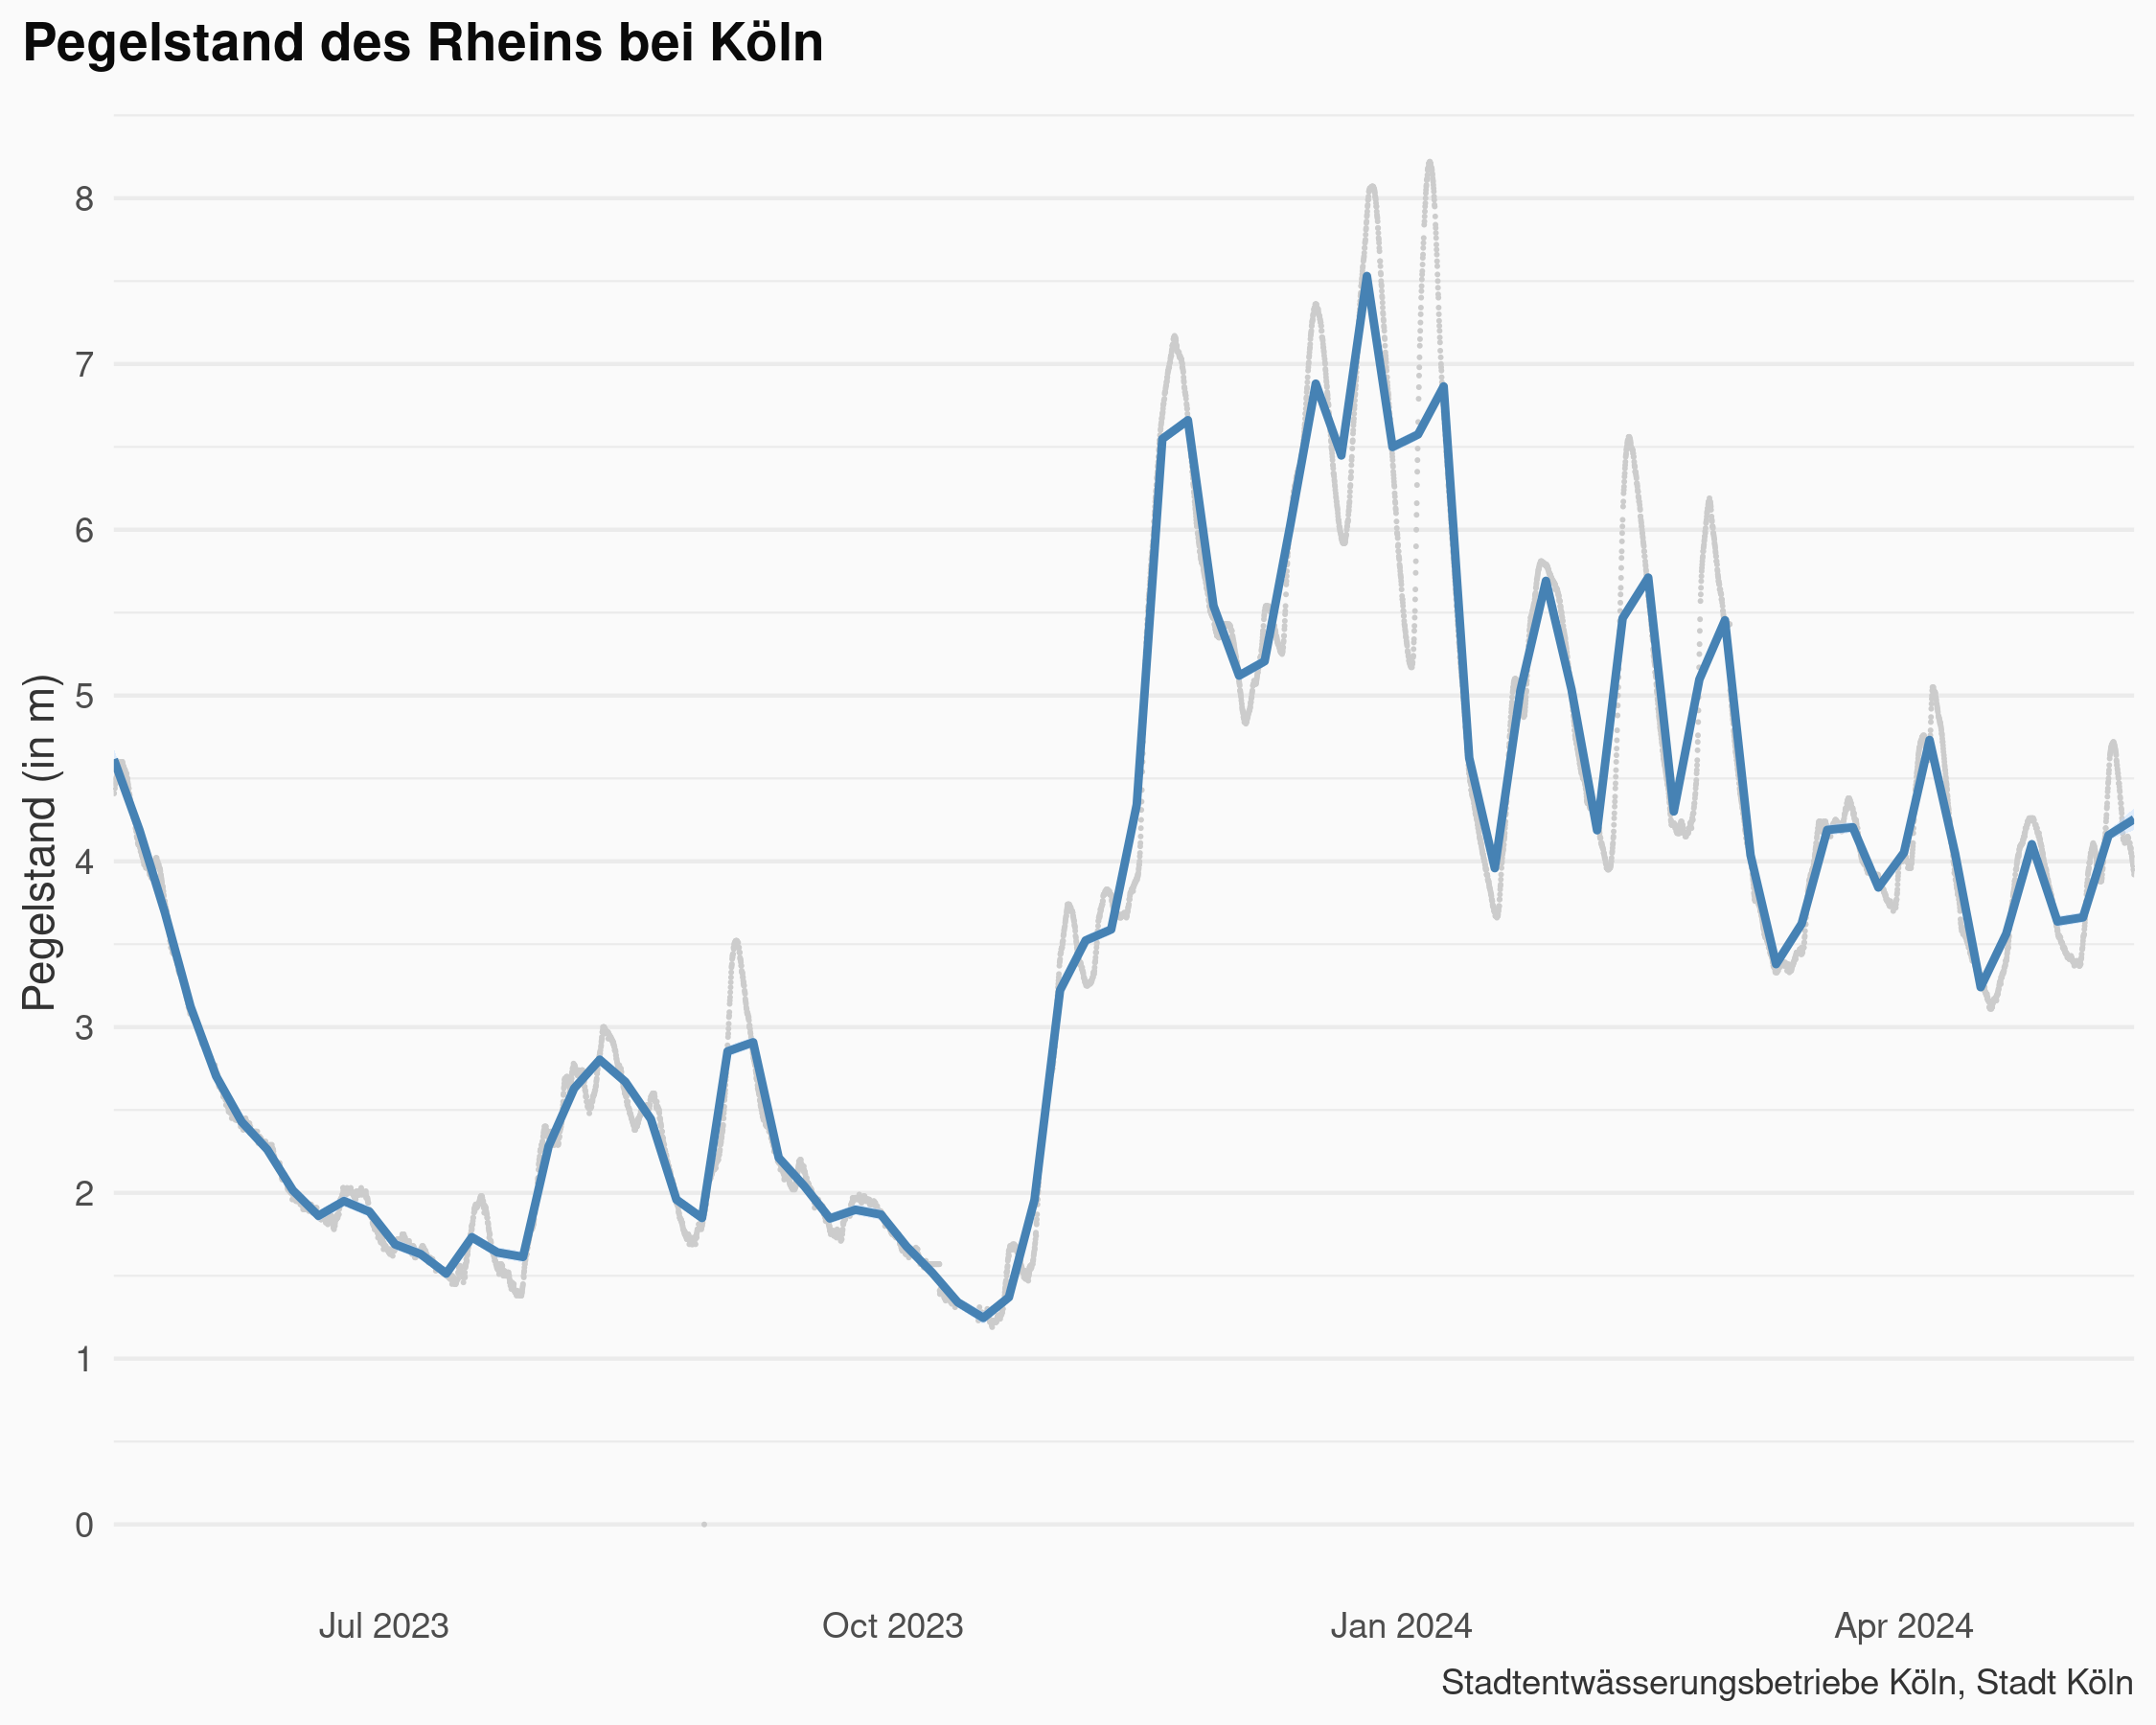 Pegelstand des Rheins bei Köln
Pegelstand (in m)
8
7
6
5
4
3
2
1
0
Jul 2023 Oct 2023 Jan 2024 Apr 2024
Stadtentwässerungsbetriebe Köln, Stadt Köln